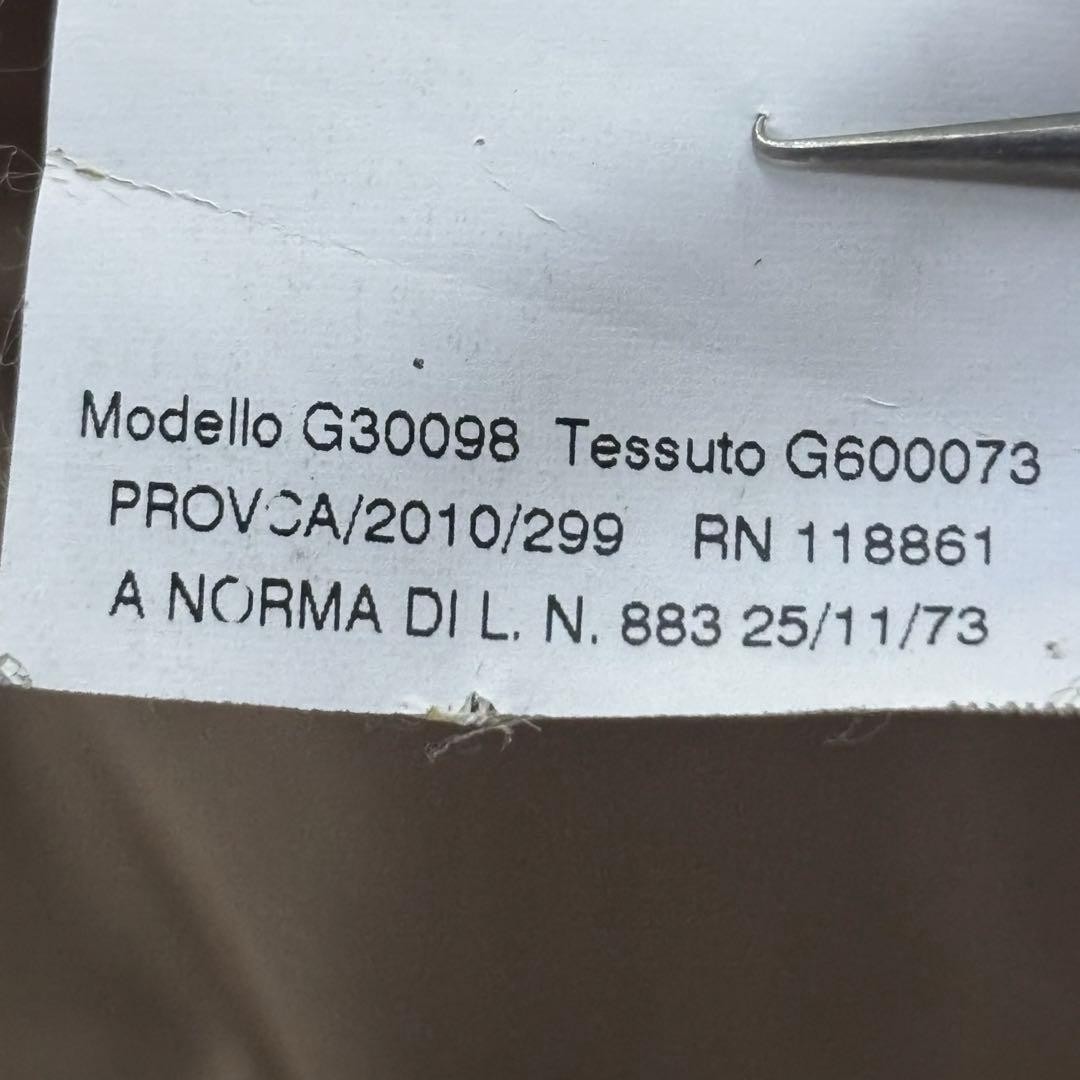 Modello G30098 Tessuto G600073
PROVCA/2010/299 RN 118861
A NORMA DI L. N. 883 25/11/73